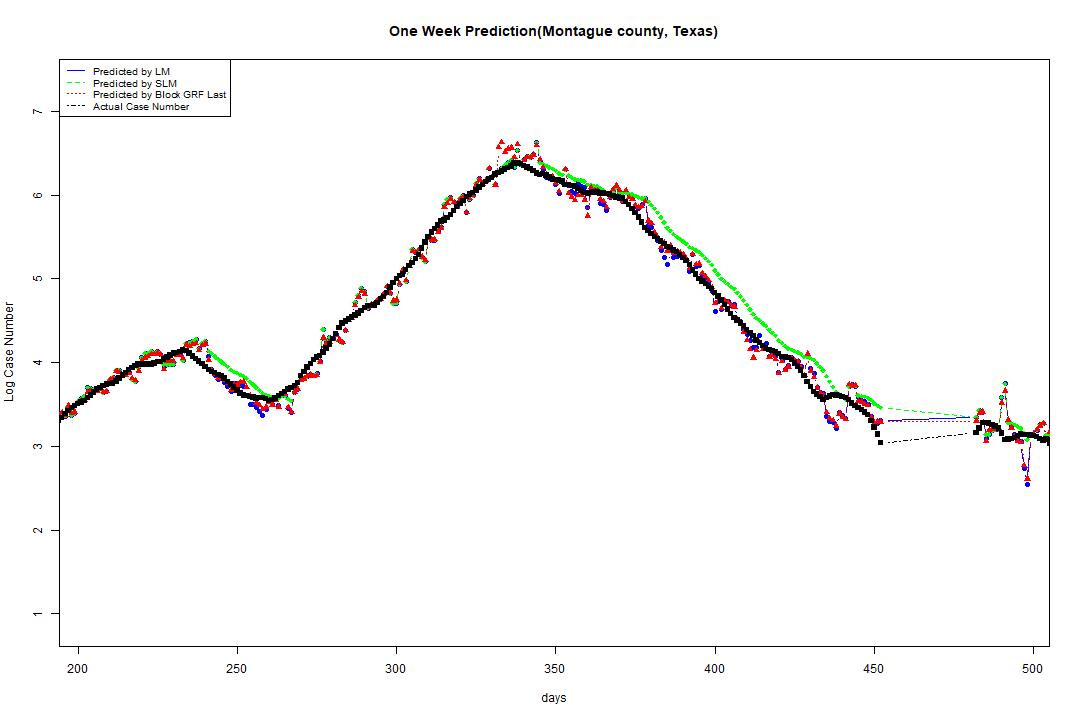 One Week Prediction(Montague county, Texas)
Predicted by LM
Predicted by SLM
Predicted by Block GRF Last
Actual Case Number
7
6
5
4
3
2
1
Log Case Number
200 250 300 350 400 450 500
days